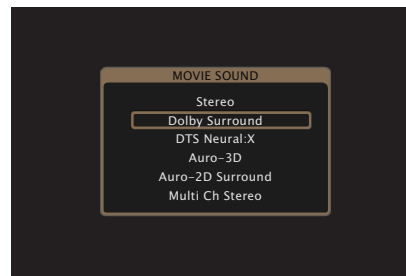 MOVIE SOUND
Stereo
Dolby Surround
DTS Neural:X
Auro-3D
Auro-2D Surround
Multi Ch Stereo